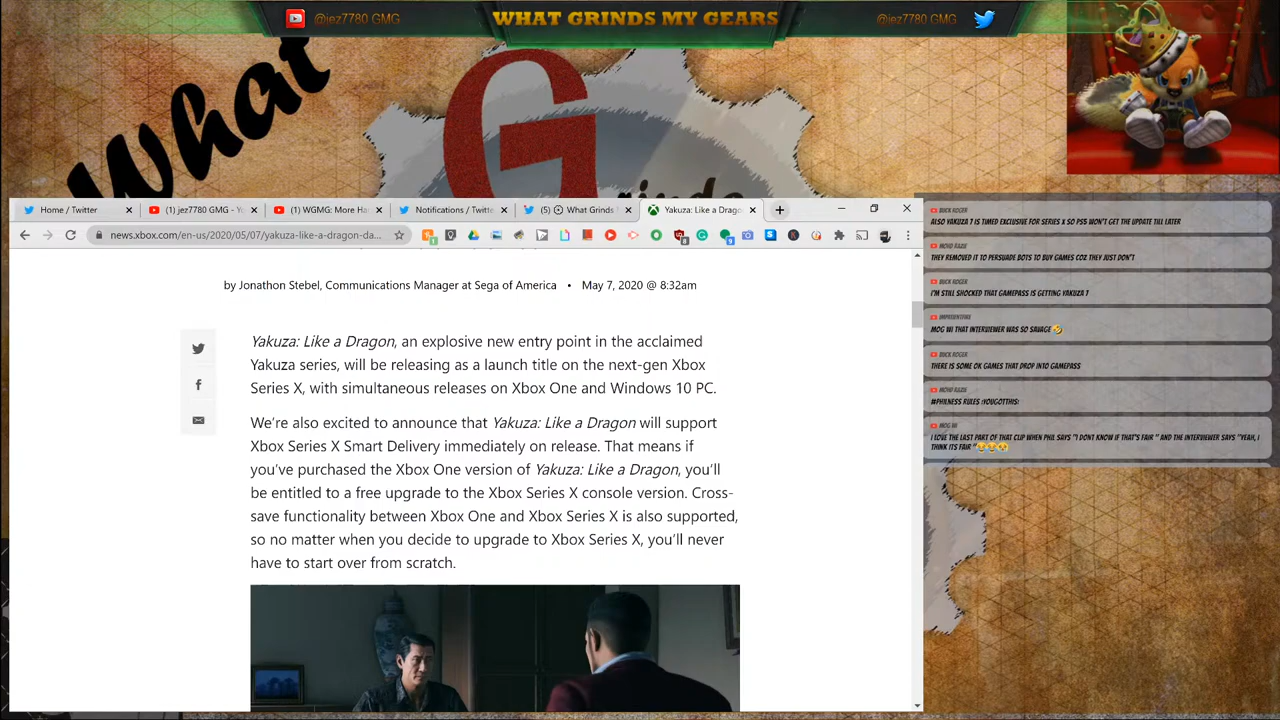 @jez7780 GMG
WHAT GRINDS MY GEARS
@jez7780 GMG
What
G
Home / Twitter
(1) jez7780 GMG - Y
(1) WGMG: More Ha
Notifications / Twitte
(5) What Grinds
Yakuza: Like a Drago
news.xbox.com/en-us/2020/05/07/yakuza-like-a-dragon-da...
by Jonathon Stebel, Communications Manager at Sega of America • May 7, 2020 @ 8:32am
Yakuza: Like a Dragon, an explosive new entry point in the acclaimed
Yakuza series, will be releasing as a launch title on the next-gen Xbox
Series X, with simultaneous releases on Xbox One and Windows 10 PC.
We're also excited to announce that Yakuza: Like a Dragon will support
Xbox Series X Smart Delivery immediately on release. That means if
you've purchased the Xbox One version of Yakuza: Like a Dragon, you'll
be entitled to a free upgrade to the Xbox Series X console version. Cross-
save functionality between Xbox One and Xbox Series X is also supported,
so no matter when you decide to upgrade to Xbox Series X, you'll never
have to start over from scratch.
BUCK ROGER
ALSO YAKUZA 7 IS TIMED EXCLUSIVE FOR SERIES X SO PS5 WON'T GET THE UPDATE TILL LATER
THEY REMOVED IT TO PERSUADE BOTS TO BUY GAMES COZ THEY JUST DON'T
BUCK ROGER
I'M STILL SHOCKED THAT GAMEPASS IS GETTING YAKUZA 7
MOG WI THAT INTERVIEWER WAS SO SAVAGE 🤣
BUCK ROGER
THERE IS SOME OK GAMES THAT DROP INTO GAMEPASS
#PHILNESS RULES :YOUGOTTHIS:
MOG WI
I LOVE THE LAST PART OF THAT CLIP WHEN PHIL SAYS "I DON'T KNOW IF THAT'S FAIR " AND THE INTERVIEWER SAYS "YEAH, I
THINK ITS FAIR "